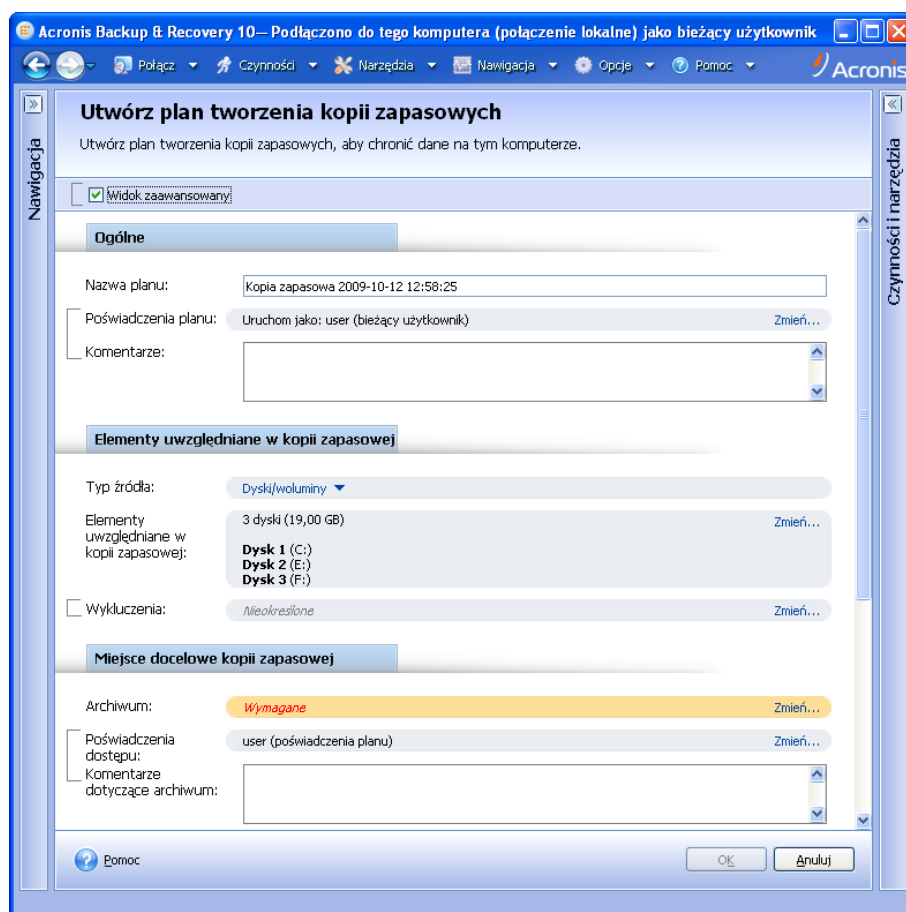 Acronis Backup & Recovery 10— Podłączono do tego komputera (połączenie lokalne) jako bieżący użytkownik
Połącz
Czynności
Narzędzia
Nawigacja
Opcje
Pomoc
Acronis
Nawigacja
Czynności i narzędzia
Utwórz plan tworzenia kopii zapasowych
Utwórz plan tworzenia kopii zapasowych, aby chronić dane na tym komputerze.
Widok zaawansowany
Ogólne
Nazwa planu: Kopia zapasowa 2009-10-12 12:58:25
Poświadczenia planu: Uruchom jako: user (bieżący użytkownik) Zmień...
Komentarze:
Elementy uwzględniane w kopii zapasowej
Typ źródła: Dyski/woluminy
Elementy uwzględniane w kopii zapasowej:
3 dyski (19,00 GB) Zmień...
Dysk 1 (C:)
Dysk 2 (E:)
Dysk 3 (F:)
Wykluczenia: Nieokreślone Zmień...
Miejsce docelowe kopii zapasowej
Archiwum: Wymagane Zmień...
Poświadczenia dostępu: user (poświadczenia planu) Zmień...
Komentarze dotyczące archiwum:
Pomoc
OK
Anuluj